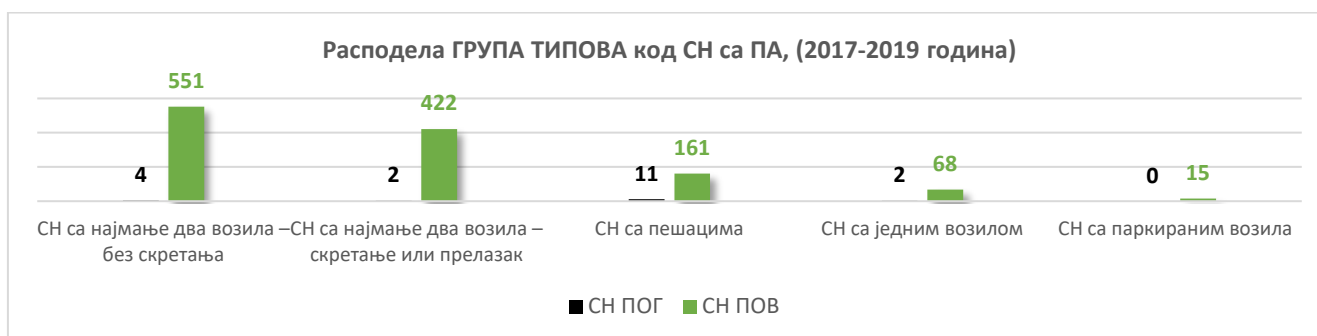 Расподела ГРУПА ТИПОВА код СН са ПА, (2017-2019 година)
551
422
161
68
15
4
2
11
2
0
СН са најмање два возила –
без скретања
СН са најмање два возила –
скретање или прелазак
СН са пешацима
СН са једним возилом
СН са паркираним возила
СН ПОГ
СН ПОВ